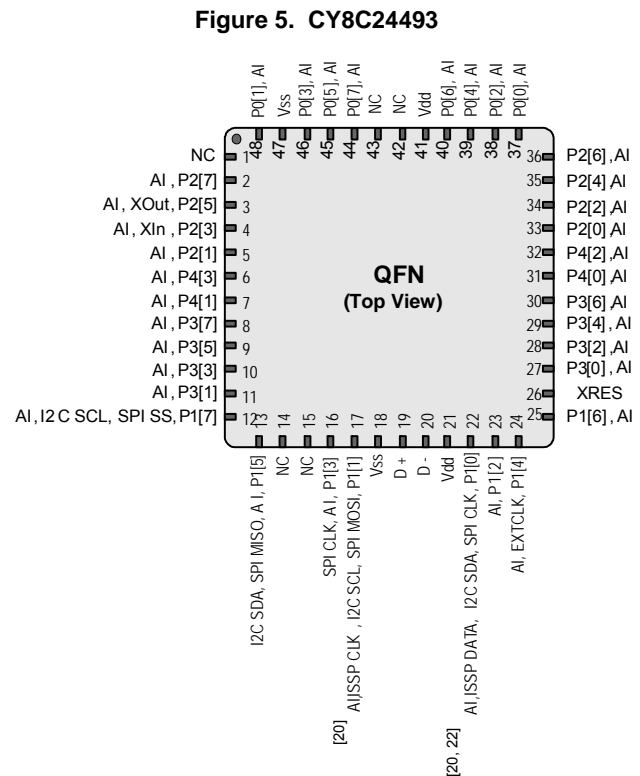 Figure 5. CY8C24493
P0[1], AI
Vss
P0[3], AI
P0[5], AI
P0[7], AI
NC
NC
Vdd
P0[6], AI
P0[4], AI
P0[2], AI
P0[0], AI
48
47
46
45
44
43
42
41
40
39
38
37
NC 1
AI , P2[7] 2
AI , XOut, P2[5] 3
AI , XIn , P2[3] 4
AI , P2[1] 5
AI , P4[3] 6
AI , P4[1] 7
AI , P3[7] 8
AI , P3[5] 9
AI , P3[3] 10
AI , P3[1] 11
AI , I2 C SCL, SPI SS, P1[7] 12
QFN
(Top View)
36 P2[6] , AI
35 P2[4] , AI
34 P2[2] , AI
33 P2[0] , AI
32 P4[2] , AI
31 P4[0] , AI
30 P3[6] , AI
29 P3[4] , AI
28 P3[2] , AI
27 P3[0] , AI
26 XRES
25 P1[6] , AI
13
14
15
16
17
18
19
20
21
22
23
24
I2C SDA, SPI MISO, A I, P1[5]
NC
NC
SPI CLK, A I, P1[3]
[20] AI,ISSP CLK , I2C SCL, SPI MOSI, P1[1]
Vss
D +
D -
Vdd
[20, 22] AI,ISSP DATA, I2C SDA, SPI CLK, P1[0]
AI, P1[2]
AI, EXTCLK, P1[4]